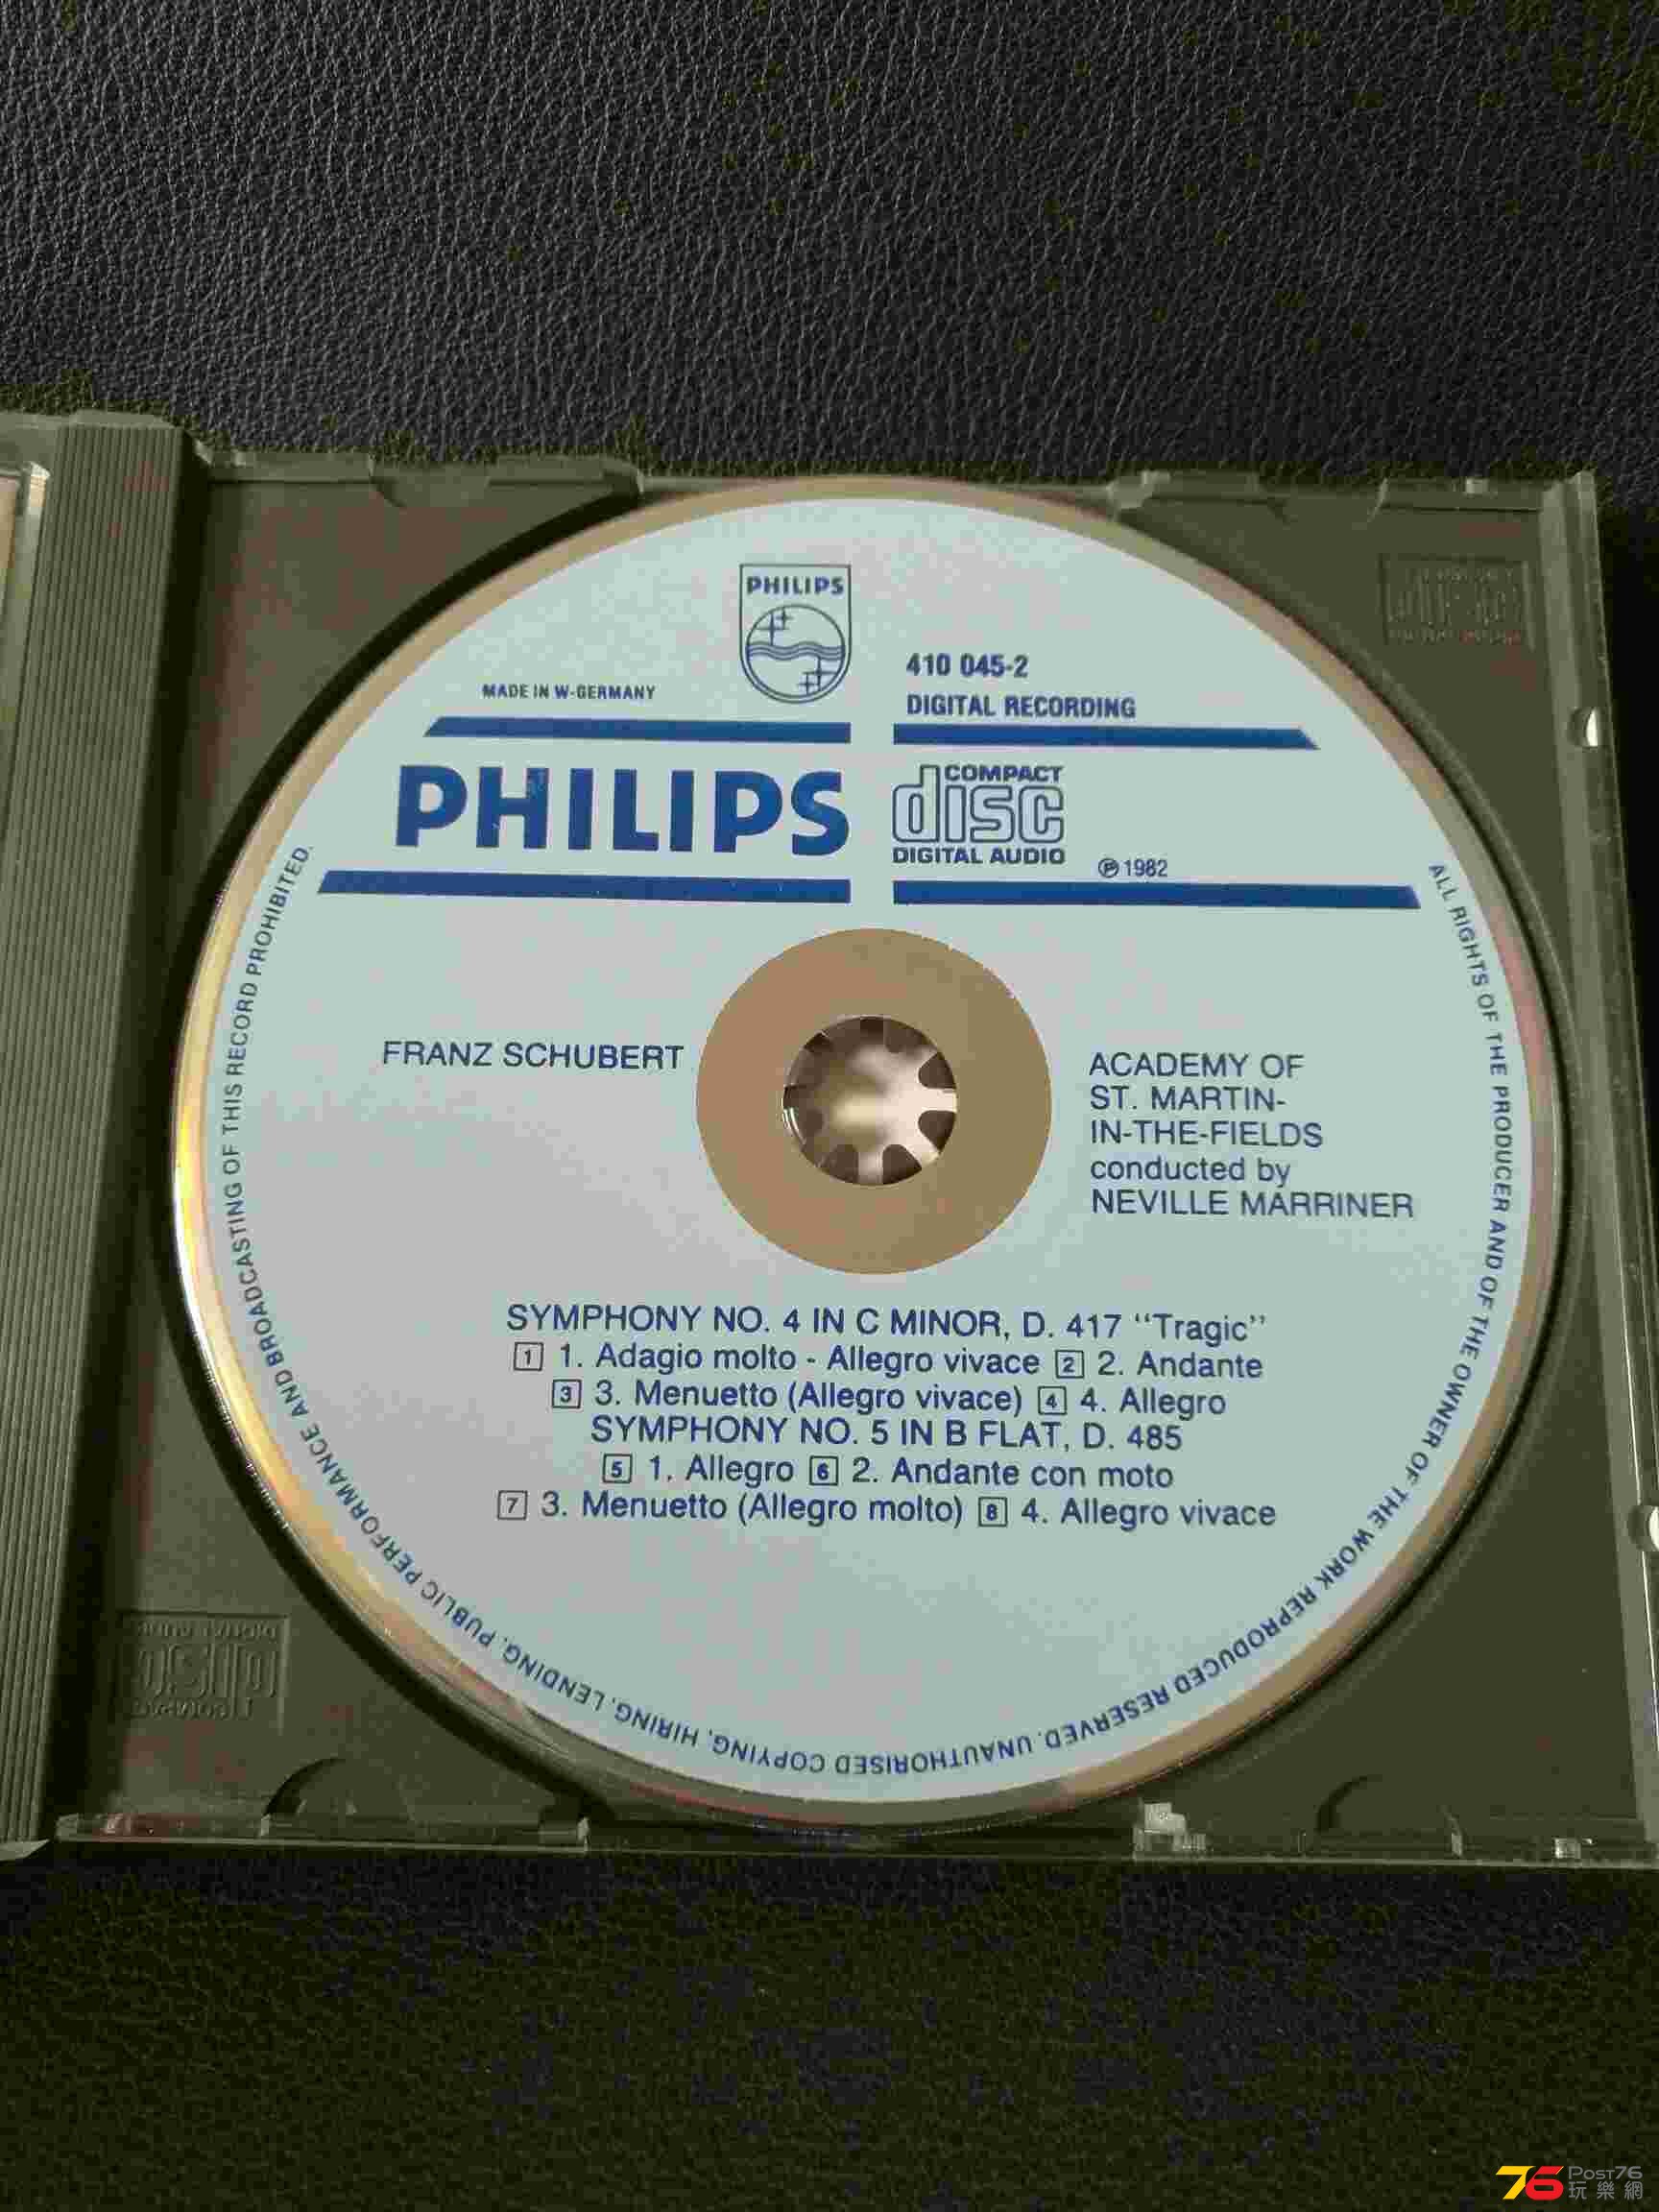 PHILIPS
410 045-2
MADE IN W-GERMANY
DIGITAL RECORDING
PHILIPS
COMPACT
disc
DIGITAL AUDIO
℗ 1982
FRANZ SCHUBERT
ACADEMY OF
ST. MARTIN-
IN-THE-FIELDS
conducted by
NEVILLE MARRINER
SYMPHONY NO. 4 IN C MINOR, D. 417 "Tragic"
1 1. Adagio molto - Allegro vivace 2 2. Andante
3 3. Menuetto (Allegro vivace) 4 4. Allegro
SYMPHONY NO. 5 IN B FLAT, D. 485
5 1. Allegro 6 2. Andante con moto
7 3. Menuetto (Allegro molto) 8 4. Allegro vivace
ALL RIGHTS OF THE PRODUCER AND OF THE OWNER OF THE WORK REPRODUCED RESERVED. UNAUTHORISED COPYING, HIRING, LENDING, PUBLIC PERFORMANCE AND BROADCASTING OF THIS RECORD PROHIBITED.
COMPACT
disc
DIGITAL AUDIO
76 Post76
玩樂網